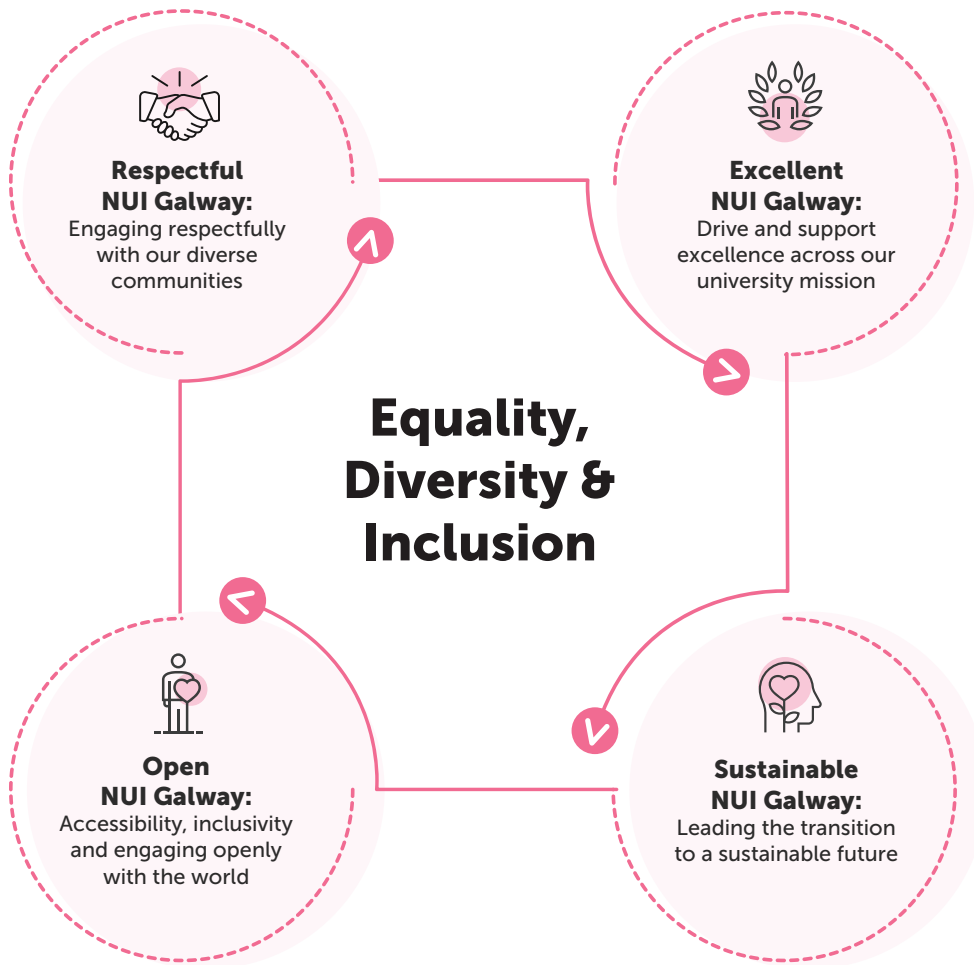 Respectful
NUI Galway:
Engaging respectfully
with our diverse
communities
Excellent
NUI Galway:
Drive and support
excellence across our
university mission
Equality,
Diversity &
Inclusion
Open
NUI Galway:
Accessibility, inclusivity
and engaging openly
with the world
Sustainable
NUI Galway:
Leading the transition
to a sustainable future